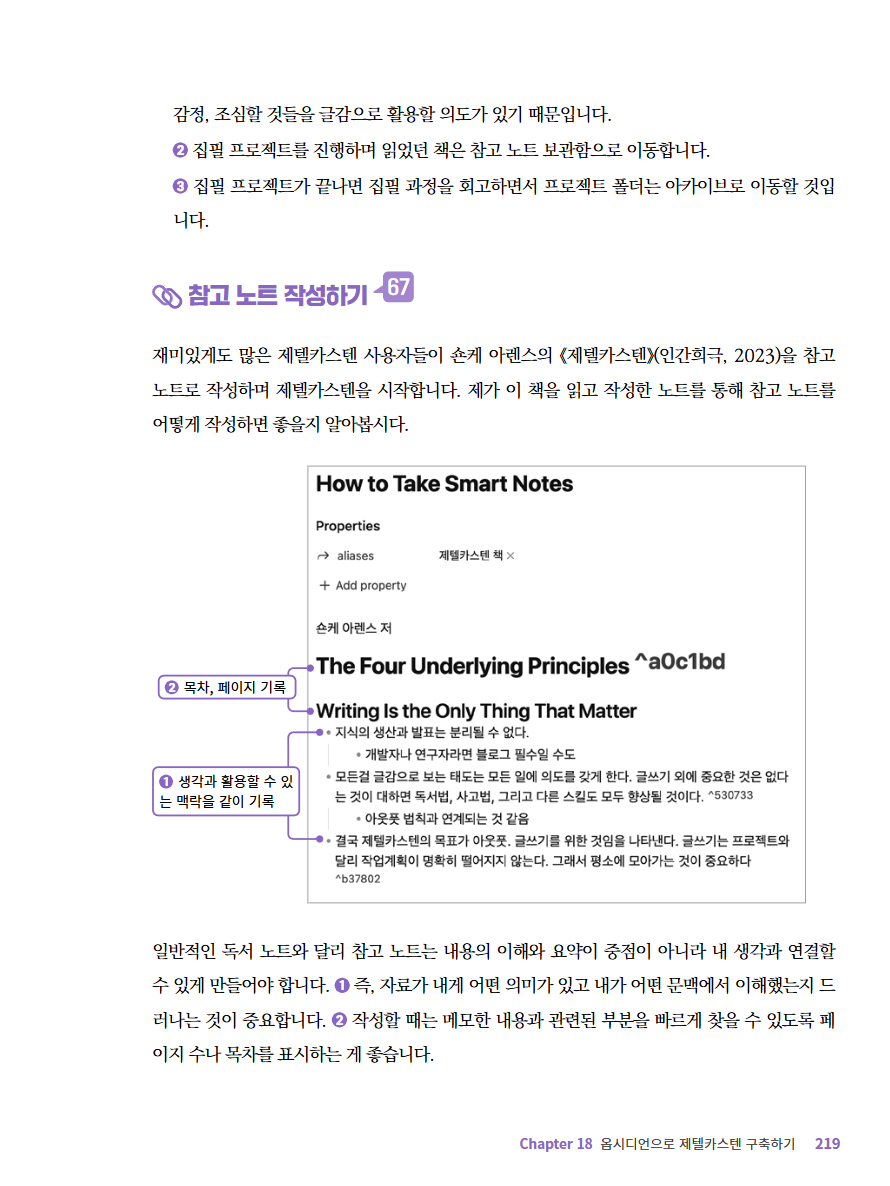 감정, 조심할 것들을 글감으로 활용할 의도가 있기 때문입니다.
❷ 집필 프로젝트를 진행하며 읽었던 책은 참고 노트 보관함으로 이동합니다.
❸ 집필 프로젝트가 끝나면 집필 과정을 회고하면서 프로젝트 폴더는 아카이브로 이동할 것입
니다.
참고 노트 작성하기 67
재미있게도 많은 제텔카스텐 사용자들이 숀케 아렌스의 《제텔카스텐》(인간희극, 2023)을 참고
노트로 작성하며 제텔카스텐을 시작합니다. 제가 이 책을 읽고 작성한 노트를 통해 참고 노트를
어떻게 작성하면 좋을지 알아봅시다.
How to Take Smart Notes
Properties
aliases 제텔카스텐 책 ×
+ Add property
숀케 아렌스 저
The Four Underlying Principles ^a0c1bd
❷ 목차, 페이지 기록
Writing Is the Only Thing That Matter
• 지식의 생산과 발표는 분리될 수 없다.
• 개발자나 연구자라면 블로그 필수일 수도
❶ 생각과 활용할 수 있
는 맥락을 같이 기록
• 모든걸 글감으로 보는 태도는 모든 일에 의도를 갖게 한다. 글쓰기 외에 중요한 것은 없다
는 것이 대하면 독서법, 사고법, 그리고 다른 스킬도 모두 향상될 것이다. ^530733
• 아웃풋 법칙과 연계되는 것 같음
• 결국 제텔카스텐의 목표가 아웃풋. 글쓰기를 위한 것임을 나타낸다. 글쓰기는 프로젝트와
달리 작업계획이 명확히 떨어지지 않는다. 그래서 평소에 모아가는 것이 중요하다
^b37802
일반적인 독서 노트와 달리 참고 노트는 내용의 이해와 요약이 중점이 아니라 내 생각과 연결할
수 있게 만들어야 합니다. ❶ 즉, 자료가 내게 어떤 의미가 있고 내가 어떤 문맥에서 이해했는지 드
러나는 것이 중요합니다. ❷ 작성할 때는 메모한 내용과 관련된 부분을 빠르게 찾을 수 있도록 페
이지 수나 목차를 표시하는 게 좋습니다.
Chapter 18 옵시디언으로 제텔카스텐 구축하기 219